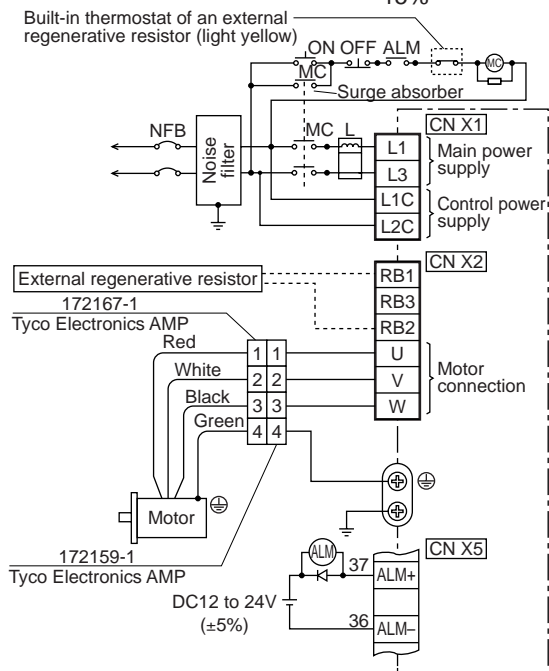 Built-in thermostat of an external
regenerative resistor (light yellow)
ON OFF ALM
MC
MC
Surge absorber
NFB
Noise
filter
MC L
CN X1
L1
L3
L1C
L2C
Main power
supply
Control power
supply
CN X2
External regenerative resistor
RB1
RB3
RB2
U
V
W
Motor
connection
172167-1
Tyco Electronics AMP
Red
White
Black
Green
1 1
2 2
3 3
4 4
Motor
172159-1
Tyco Electronics AMP
ALM
CN X5
DC12 to 24V
(±5%)
37
ALM+
36
ALM–